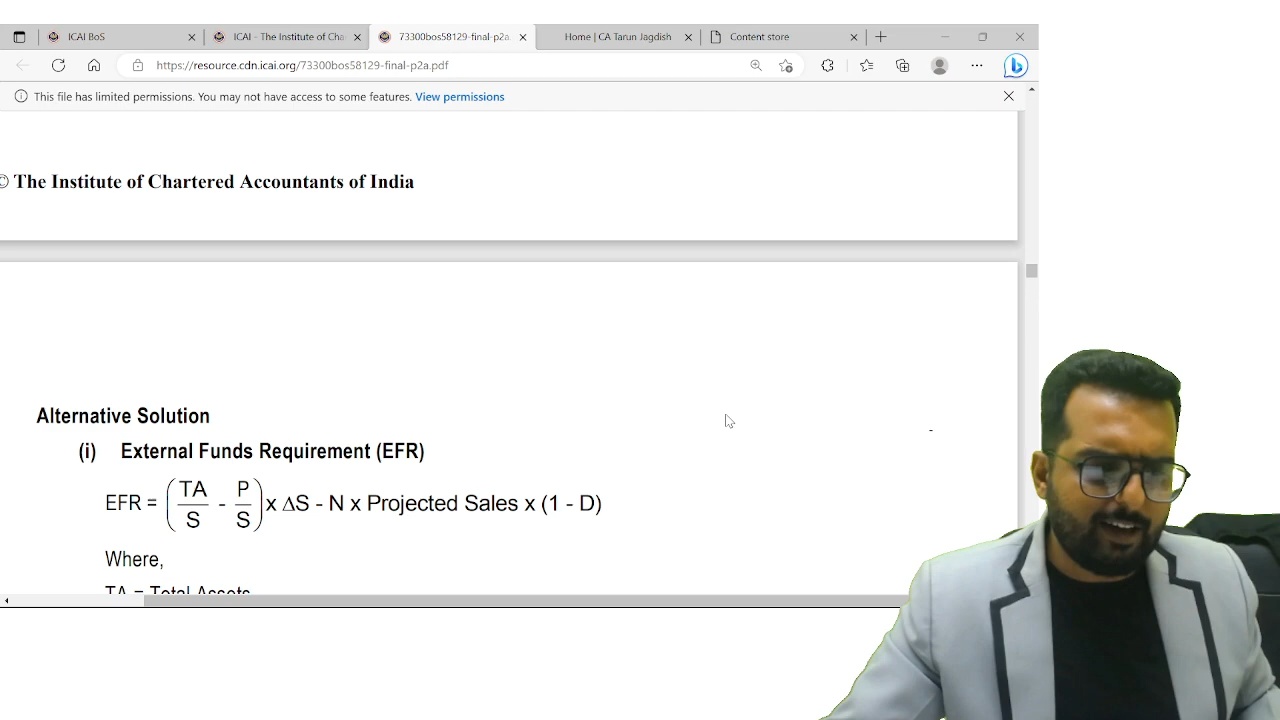 ICAI BoS
ICAI - The Institute of Cha
73300bos58129-final-p2a.
Home | CA Tarun Jagdish
Content store
https://resource.cdn.icai.org/73300bos58129-final-p2a.pdf
This file has limited permissions. You may not have access to some features. View permissions
© The Institute of Chartered Accountants of India
Alternative Solution
(i) External Funds Requirement (EFR)
EFR = (TA/S - P/S) x ΔS - N x Projected Sales x (1 - D)
Where,
TA = Total Assets